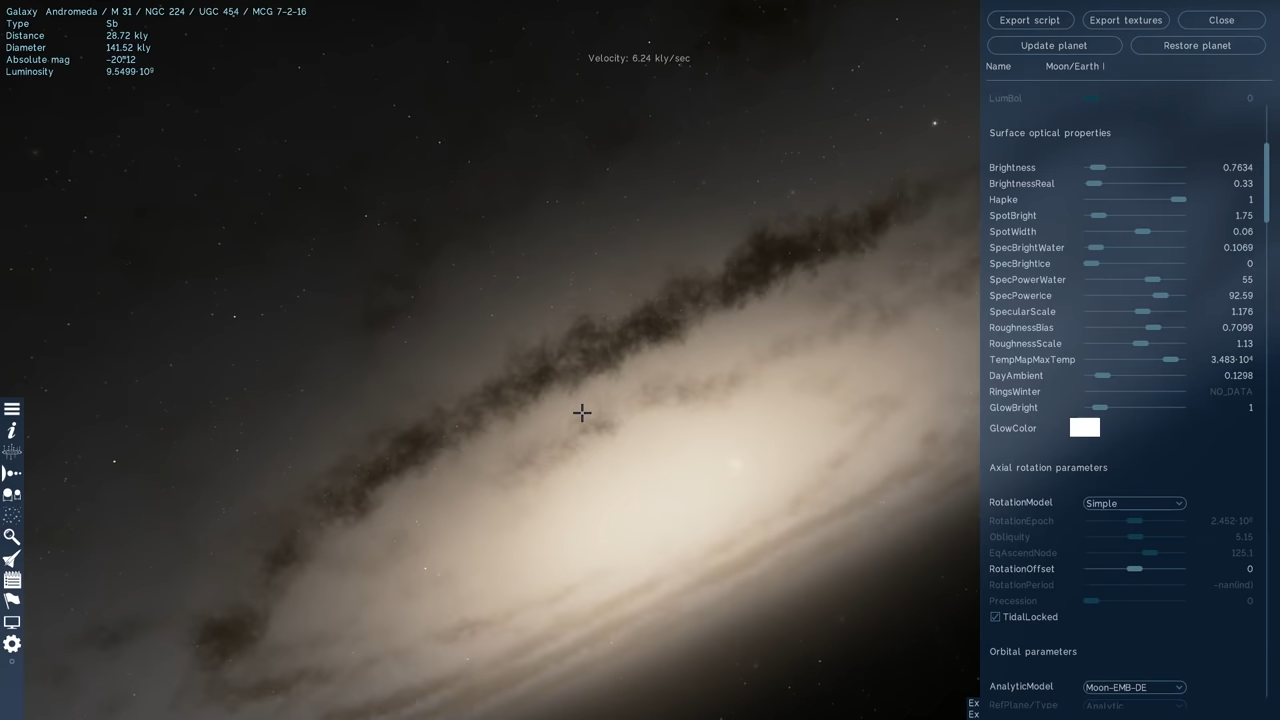 Galaxy Andromeda / M 31 / NGC 224 / UGC 454 / MCG 7-2-16
Type Sb
Distance 28.72 kly
Diameter 141.52 kly
Absolute mag -20ᵐ12
Luminosity 9.5499·10⁹
Velocity: 6.24 kly/sec
Export script Export textures Close
Update planet Restore planet
Name Moon/Earth I
LumBol 0
Surface optical properties
Brightness 0.7634
BrightnessReal 0.33
Hapke 1
SpotBright 1.75
SpotWidth 0.06
SpecBrightWater 0.1069
SpecBrightIce 0
SpecPowerWater 55
SpecPowerIce 92.59
SpecularScale 1.176
RoughnessBias 0.7099
RoughnessScale 1.13
TempMapMaxTemp 3.483·10⁴
DayAmbient 0.1298
RingsWinter NO_DATA
GlowBright 1
GlowColor
Axial rotation parameters
RotationModel Simple
RotationEpoch
Obliquity 5.15
EqAscendNode 125.1
RotationOffset 0
RotationPeriod -nan(ind)
Precession 0
TidalLocked
Orbital parameters
AnalyticModel Moon-EMB-DE
RefPlane/Type Analytic
Ex
Ex